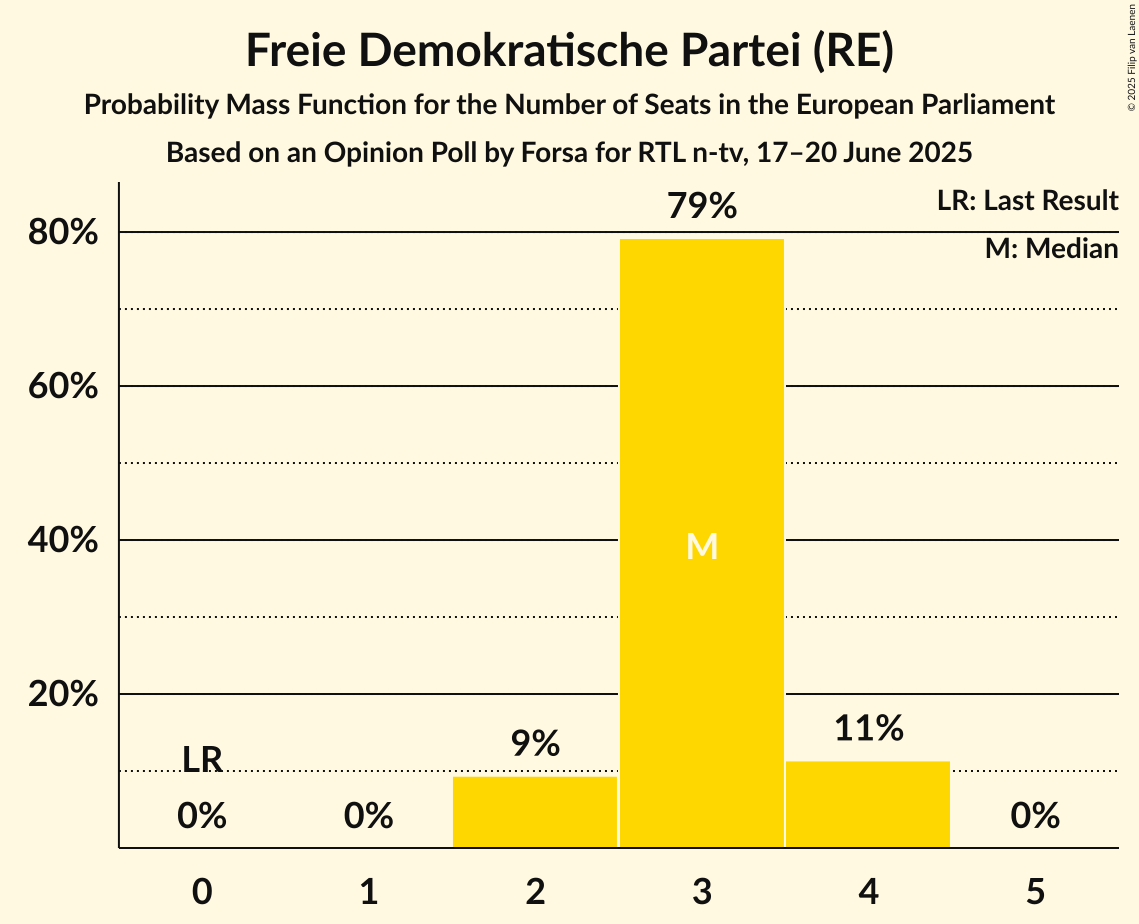 Freie Demokratische Partei (RE)
Probability Mass Function for the Number of Seats in the European Parliament
Based on an Opinion Poll by Forsa for RTL n-tv, 17–20 June 2025
© 2025 Filip van Laenen
LR: Last Result
M: Median
79%
80%
60%
40%
20%
M
LR
0%
0%
9%
11%
0%
0
1
2
3
4
5